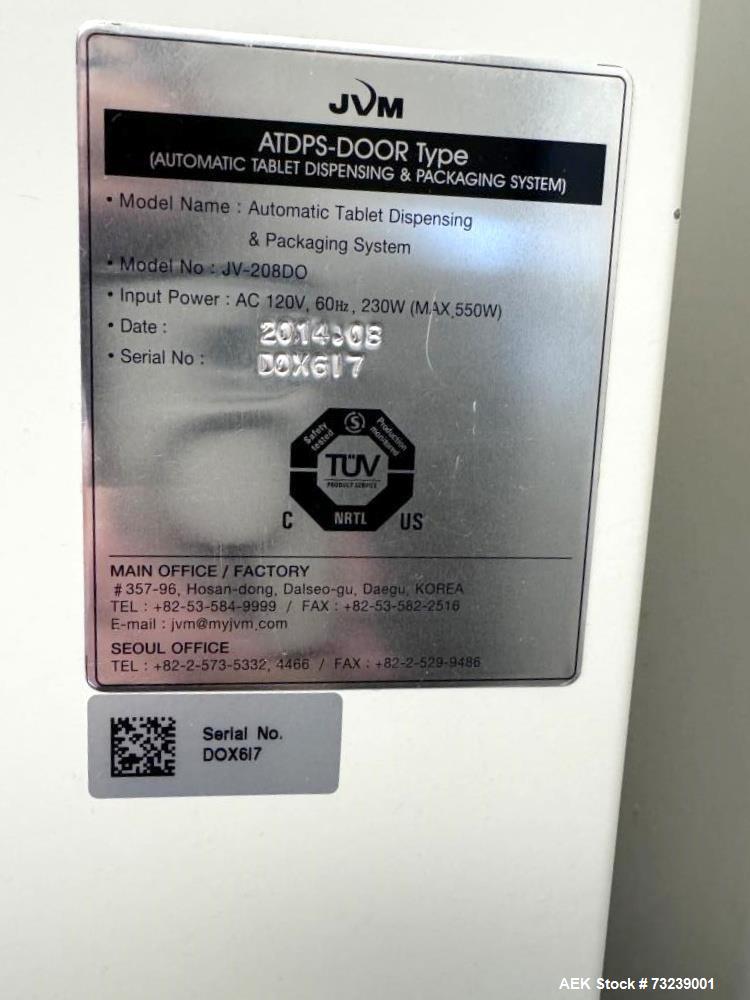 JVM
ATDPS-DOOR Type
(AUTOMATIC TABLET DISPENSING & PACKAGING SYSTEM)
• Model Name : Automatic Tablet Dispensing
& Packaging System
• Model No : JV-208DO
• Input Power : AC 120V, 60Hz, 230W (MAX,550W)
• Date : 2014.08
• Serial No : DOX617
Safety tested
S
Production monitored
TÜV
PRODUCT SERVICE
C NRTL US
MAIN OFFICE / FACTORY
#357-96, Hosan-dong, Dalseo-gu, Daegu, KOREA
TEL : +82-53-584-9999 / FAX : +82-53-582-2516
E-mail : jvm@myjvm.com
SEOUL OFFICE
TEL : +82-2-573-5332, 4466 / FAX : +82-2-529-9486
Serial No.
DOX617
AEK Stock # 73239001